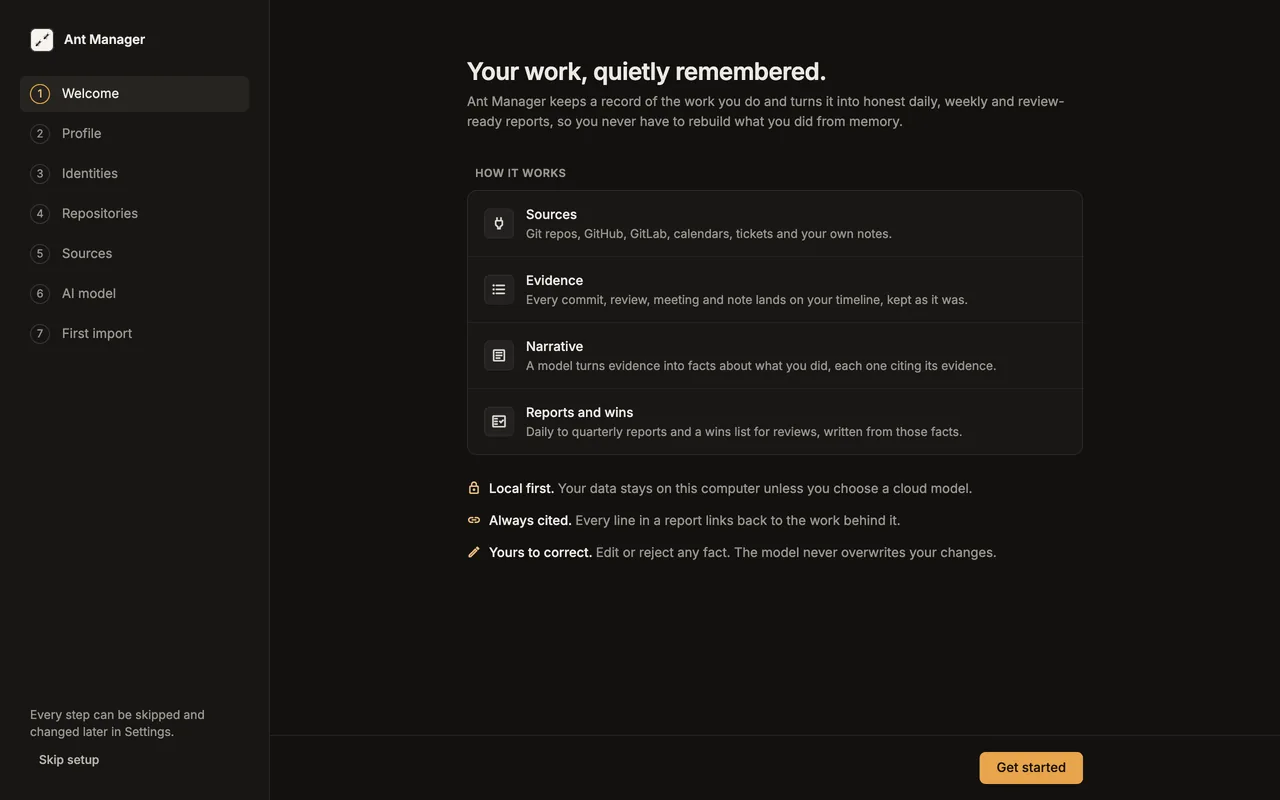 Ant Manager
1 Welcome
2 Profile
3 Identities
4 Repositories
5 Sources
6 AI model
7 First import
Every step can be skipped and
changed later in Settings.
Skip setup
Your work, quietly remembered.
Ant Manager keeps a record of the work you do and turns it into honest daily, weekly and review-
ready reports, so you never have to rebuild what you did from memory.
HOW IT WORKS
Sources
Git repos, GitHub, GitLab, calendars, tickets and your own notes.
Evidence
Every commit, review, meeting and note lands on your timeline, kept as it was.
Narrative
A model turns evidence into facts about what you did, each one citing its evidence.
Reports and wins
Daily to quarterly reports and a wins list for reviews, written from those facts.
Local first. Your data stays on this computer unless you choose a cloud model.
Always cited. Every line in a report links back to the work behind it.
Yours to correct. Edit or reject any fact. The model never overwrites your changes.
Get started